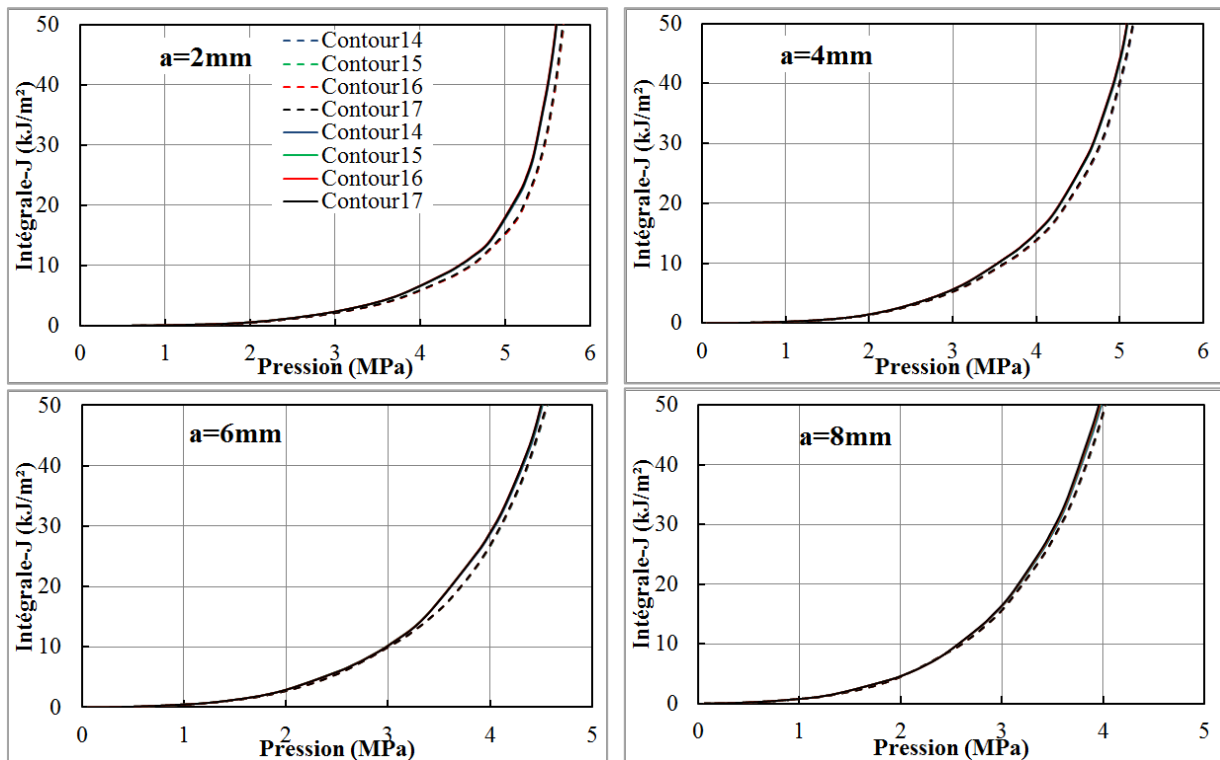 a=2mm
Contour14
Contour15
Contour16
Contour17
Contour14
Contour15
Contour16
Contour17
Intégrale-J (kJ/m²)
50
40
30
20
10
0
0 1 2 3 4 5 6
Pression (MPa)
a=4mm
Intégrale-J (kJ/m²)
50
40
30
20
10
0
0 1 2 3 4 5 6
Pression (MPa)
a=6mm
Intégrale-J (kJ/m²)
50
40
30
20
10
0
0 1 2 3 4 5
Pression (MPa)
a=8mm
Intégrale-J (kJ/m²)
50
40
30
20
10
0
0 1 2 3 4 5
Pression (MPa)